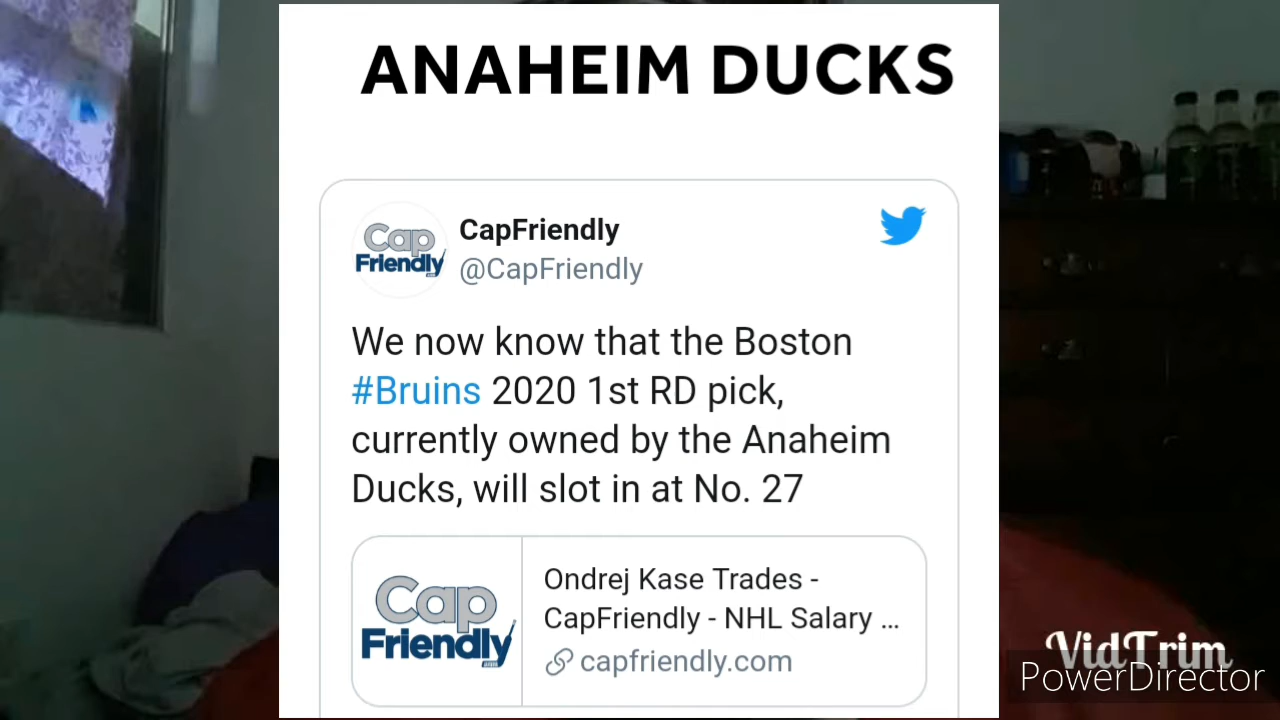 ANAHEIM DUCKS
Cap
Friendly
CapFriendly
@CapFriendly
We now know that the Boston
#Bruins 2020 1st RD pick,
currently owned by the Anaheim
Ducks, will slot in at No. 27
Cap
Friendly
Ondrej Kase Trades -
CapFriendly - NHL Salary ...
capfriendly.com
VidTrim
PowerDirector